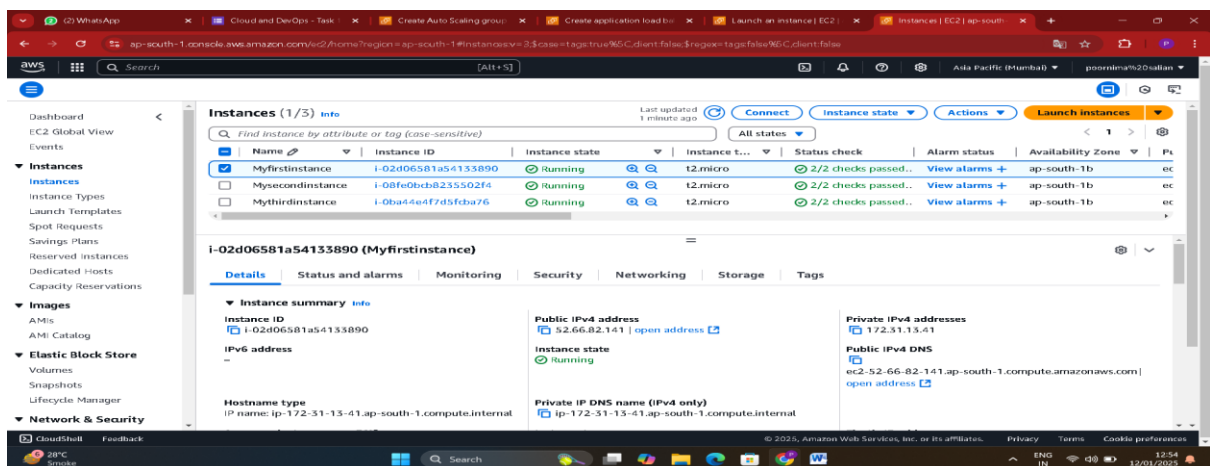 (2) WhatsApp
Cloud and DevOps - Task
Create Auto Scaling group
Create application load bal
Launch an instance | EC2 |
Instances | EC2 | ap-south-
ap-south-1.console.aws.amazon.com/ec2/home?region=ap-south-1#Instances:v=3;$case=tags:true%5C,client:false;$regex=tags:false%5C,client:false
aws
Search
[Alt+S]
Asia Pacific (Mumbai)
poornima%20salian
Dashboard
EC2 Global View
Events
Instances
Instances
Instance Types
Launch Templates
Spot Requests
Savings Plans
Reserved Instances
Dedicated Hosts
Capacity Reservations
Images
AMIs
AMI Catalog
Elastic Block Store
Volumes
Snapshots
Lifecycle Manager
Network & Security
Instances (1/3) Info
Last updated
1 minute ago
Connect
Instance state
Actions
Launch instances
Find Instance by attribute or tag (case-sensitive)
All states
1
Name Instance ID Instance state Instance t... Status check Alarm status Availability Zone Pu
Myfirstinstance i-02d06581a54133890 Running t2.micro 2/2 checks passed.. View alarms + ap-south-1b ec
Mysecondinstance i-08fe0bcb8235502f4 Running t2.micro 2/2 checks passed.. View alarms + ap-south-1b ec
Mythirdinstance i-0ba44e4f7d5fcba76 Running t2.micro 2/2 checks passed.. View alarms + ap-south-1b ec
i-02d06581a54133890 (Myfirstinstance)
Details Status and alarms Monitoring Security Networking Storage Tags
Instance summary Info
Instance ID
i-02d06581a54133890
Public IPv4 address
52.66.82.141 | open address
Private IPv4 addresses
172.31.13.41
IPv6 address
–
Instance state
Running
Public IPv4 DNS
ec2-52-66-82-141.ap-south-1.compute.amazonaws.com |
open address
Hostname type
IP name: ip-172-31-13-41.ap-south-1.compute.internal
Private IP DNS name (IPv4 only)
ip-172-31-13-41.ap-south-1.compute.internal
CloudShell Feedback
© 2025, Amazon Web Services, Inc. or its affiliates. Privacy Terms Cookie preferences
28°C
Smoke
Search
ENG
IN
12:54
12/01/2025